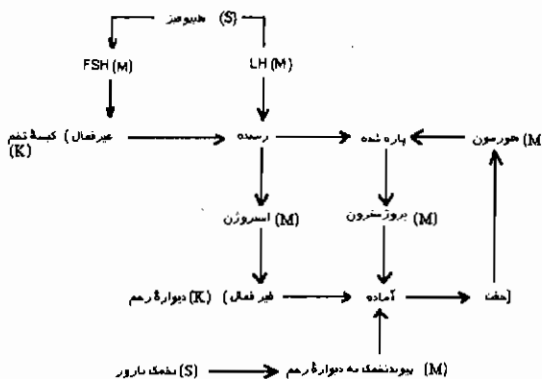 هیپوفیز (S)
FSH (M) LH (M)
کیسهٔ تخم (غیرفعال رسیده پاره شده هورمون (M)
(K)
استروژن (M) پروژسترون (M)
دیوارهٔ رحم (K) (غیر فعال آماده جفت)
تخمک بارور (S) پیوند تخمک به دیوارهٔ رحم (M)